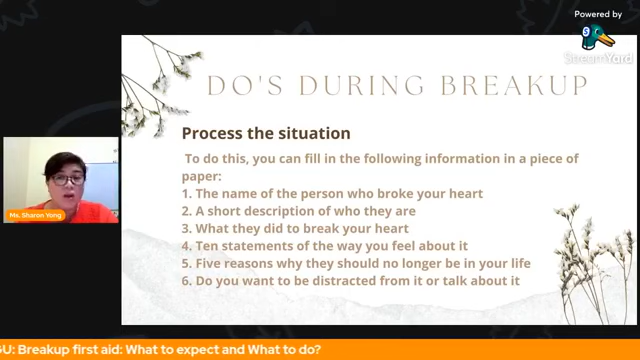 Powered by
S
StreamYard
DO'S DURING BREAKUP
Process the situation
To do this, you can fill in the following information in a piece of
paper:
1. The name of the person who broke your heart
2. A short description of who they are
3. What they did to break your heart
4. Ten statements of the way you feel about it
5. Five reasons why they should no longer be in your life
6. Do you want to be distracted from it or talk about it
Ms. Sharon Yong
GU: Breakup first aid: What to expect and What to do?